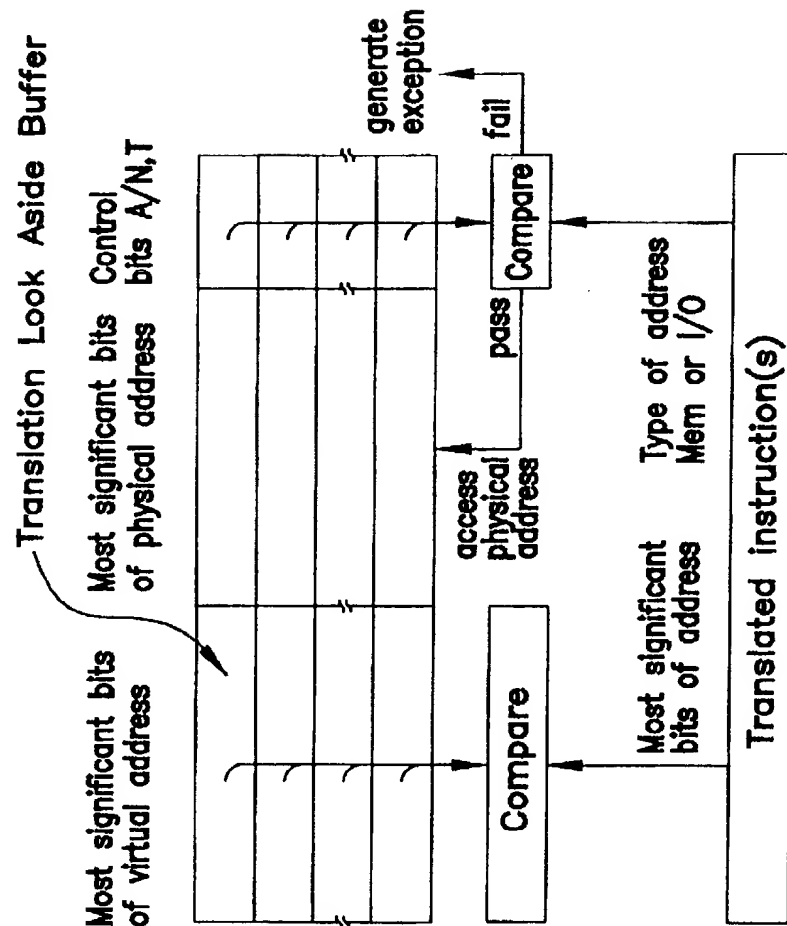 Translation Look Aside Buffer
Most significant bits
of virtual address
Most significant bits
of physical address
Control
bits A/N,T
generate
exception
access
physical
address
pass
fail
Compare
Compare
Most significant
bits of address
Type of address
Mem or I/O
Translated instruction(s)